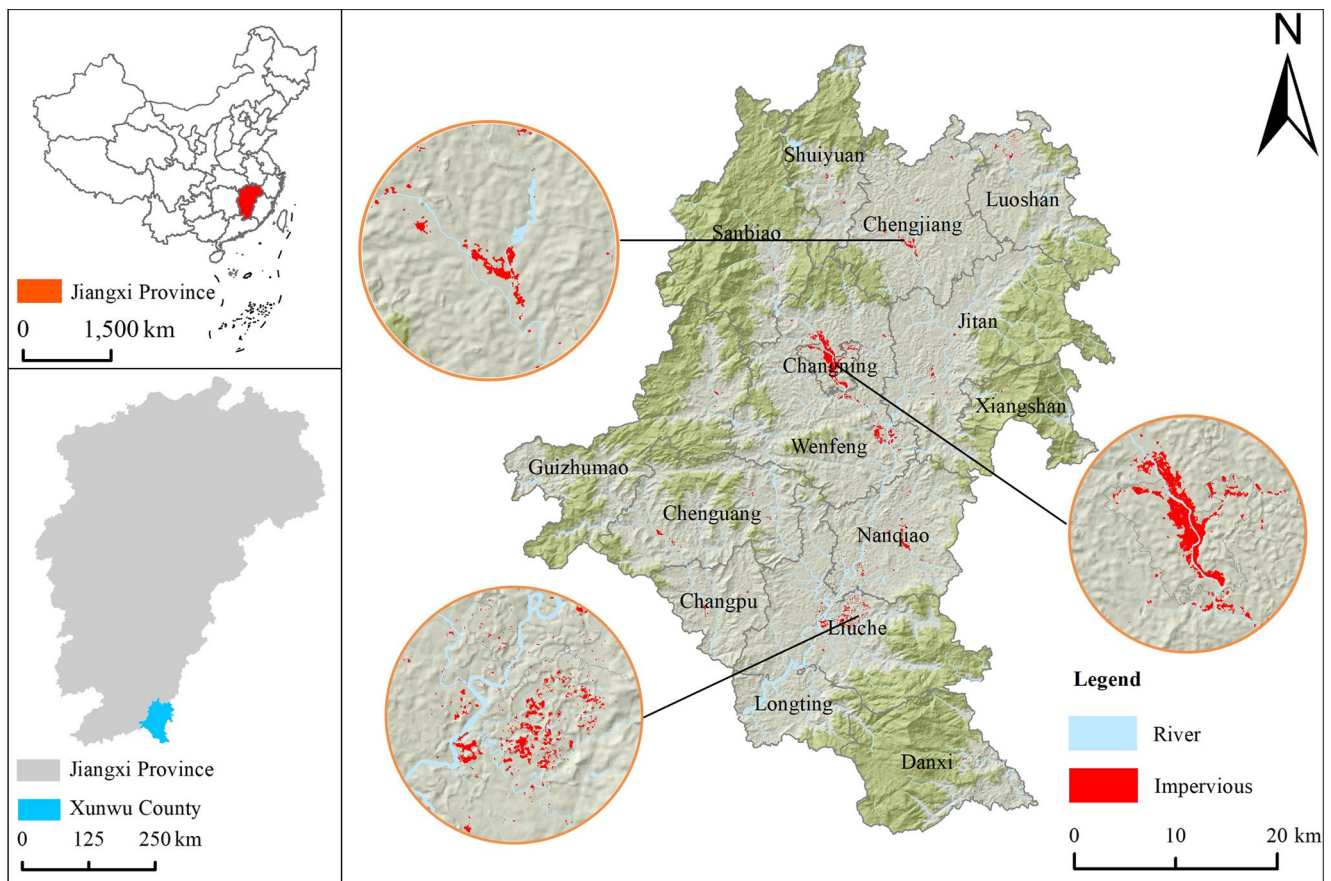 Jiangxi Province
0 1,500 km
Jiangxi Province
Xunwu County
0 125 250 km
N
Shuiyuan
Luoshan
Chengjiang
Sanbiao
Jitan
Changning
Xiangshan
Wenfeng
Guizhumao
Chenguang
Nanqiao
Changpu
Liuche
Longting
Danxi
Legend
River
Impervious
0 10 20 km